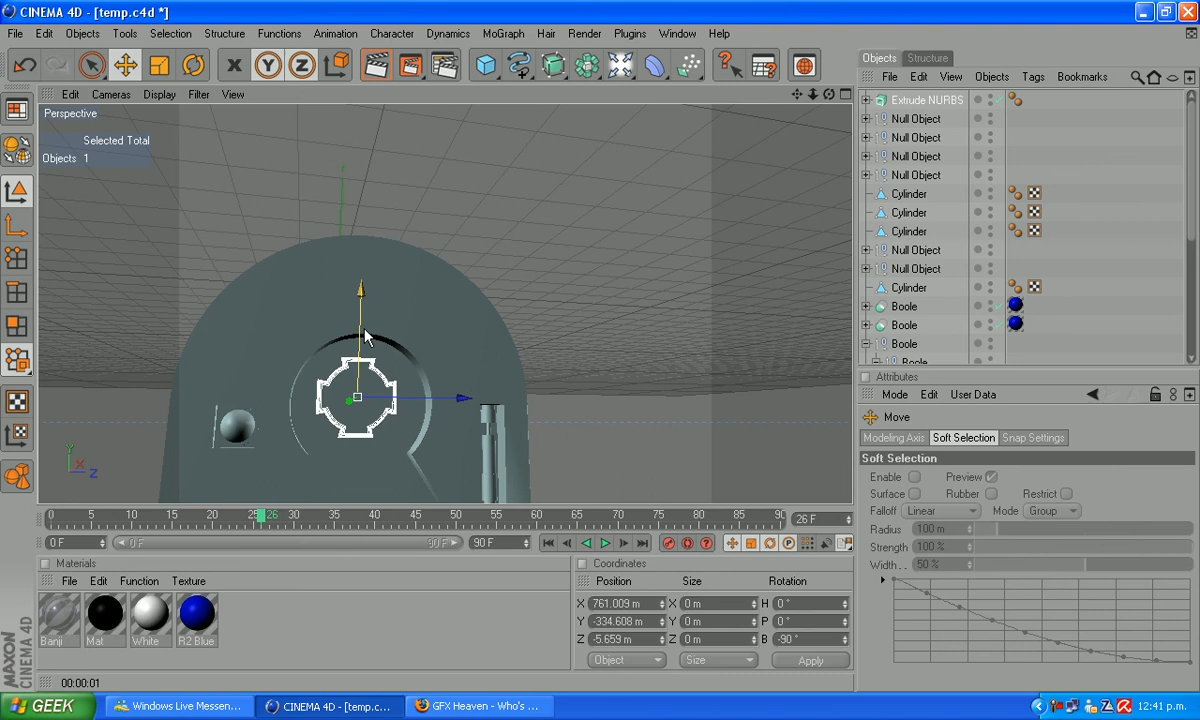 CINEMA 4D - [temp.c4d *]
File Edit Objects Tools Selection Structure Functions Animation Character Dynamics MoGraph Hair Render Plugins Window Help
Objects Structure
File Edit View Objects Tags Bookmarks
Edit Cameras Display Filter View
Perspective
Selected Total
Objects 1
Extrude NURBS
Null Object
Null Object
Null Object
Null Object
Cylinder
Cylinder
Cylinder
Null Object
Null Object
Cylinder
Boole
Boole
Boole
Boole
Y
X Z
Attributes
Mode Edit User Data
Move
Modeling Axis Soft Selection Snap Settings
Soft Selection
Enable Preview
Surface Rubber Restrict
Falloff Linear Mode Group
Radius 100 m
Strength 100 %
Width . . 50 %
0 5 10 15 20 25 26 30 35 40 45 50 55 60 65 70 75 80 85 90 26 F
0 F 0 F 90 F 90 F
Materials
File Edit Function Texture
Banji Mat White R2 Blue
Coordinates
Position Size Rotation
X 761.009 m X 0 m H 0 °
Y -334.608 m Y 0 m P 0 °
Z -5.659 m Z 0 m B -90 °
Object Size Apply
MAXON
CINEMA 4D
00:00:01
GEEK Windows Live Messen... CINEMA 4D - [temp.c... GFX Heaven - Who's ... 12:41 p.m.